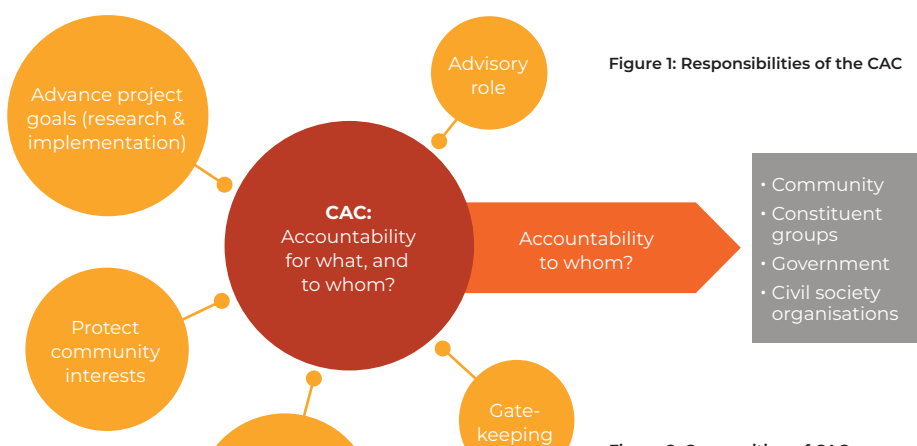 Advisory
role
Figure 1: Responsibilities of the CAC
Advance project
goals (research &
implementation)
CAC:
Accountability
for what, and
to whom?
Accountability
to whom?
• Community
• Constituent
groups
• Government
• Civil society
organisations
Protect
community
interests
Gate-
keeping